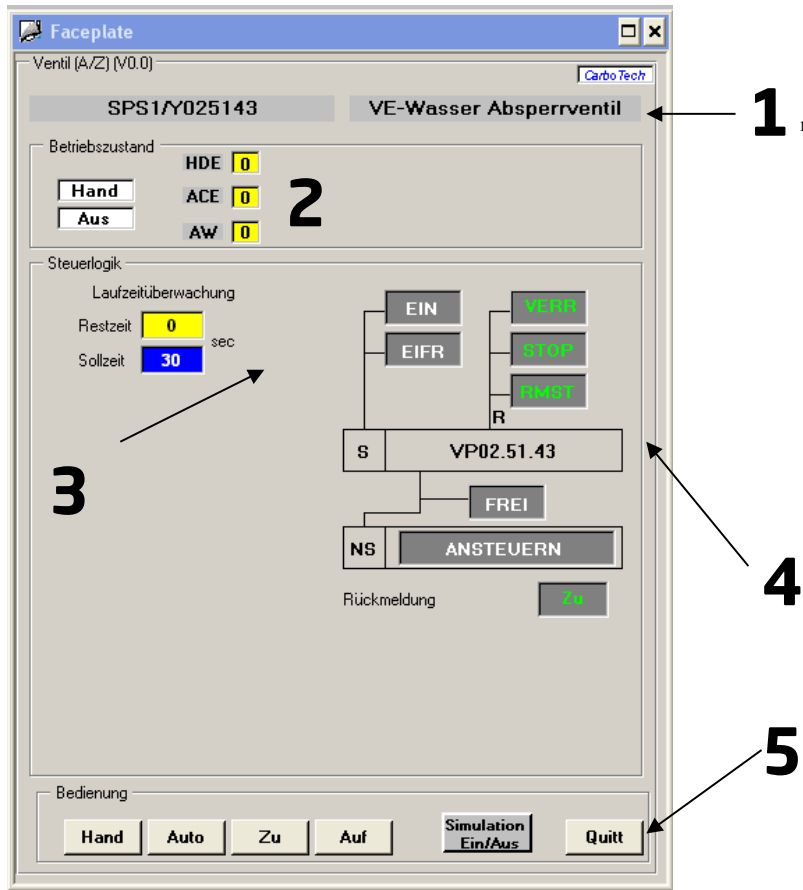 Faceplate
Ventil (A/Z) (V0.0)
CarboTech
SPS1/Y025143 VE-Wasser Absperrventil
1
Betriebszustand
HDE 0
Hand
ACE 0
2
Aus
AW 0
Steuerlogik
Laufzeitüberwachung
EIN VERR
Restzeit 0
sec
EIFR STOP
Sollzeit 30
RMST
R
3
S VP02.51.43
FREI
NS ANSTEUERN
4
Rückmeldung Zu
5
Bedienung
Hand Auto Zu Auf Simulation Ein/Aus Quitt